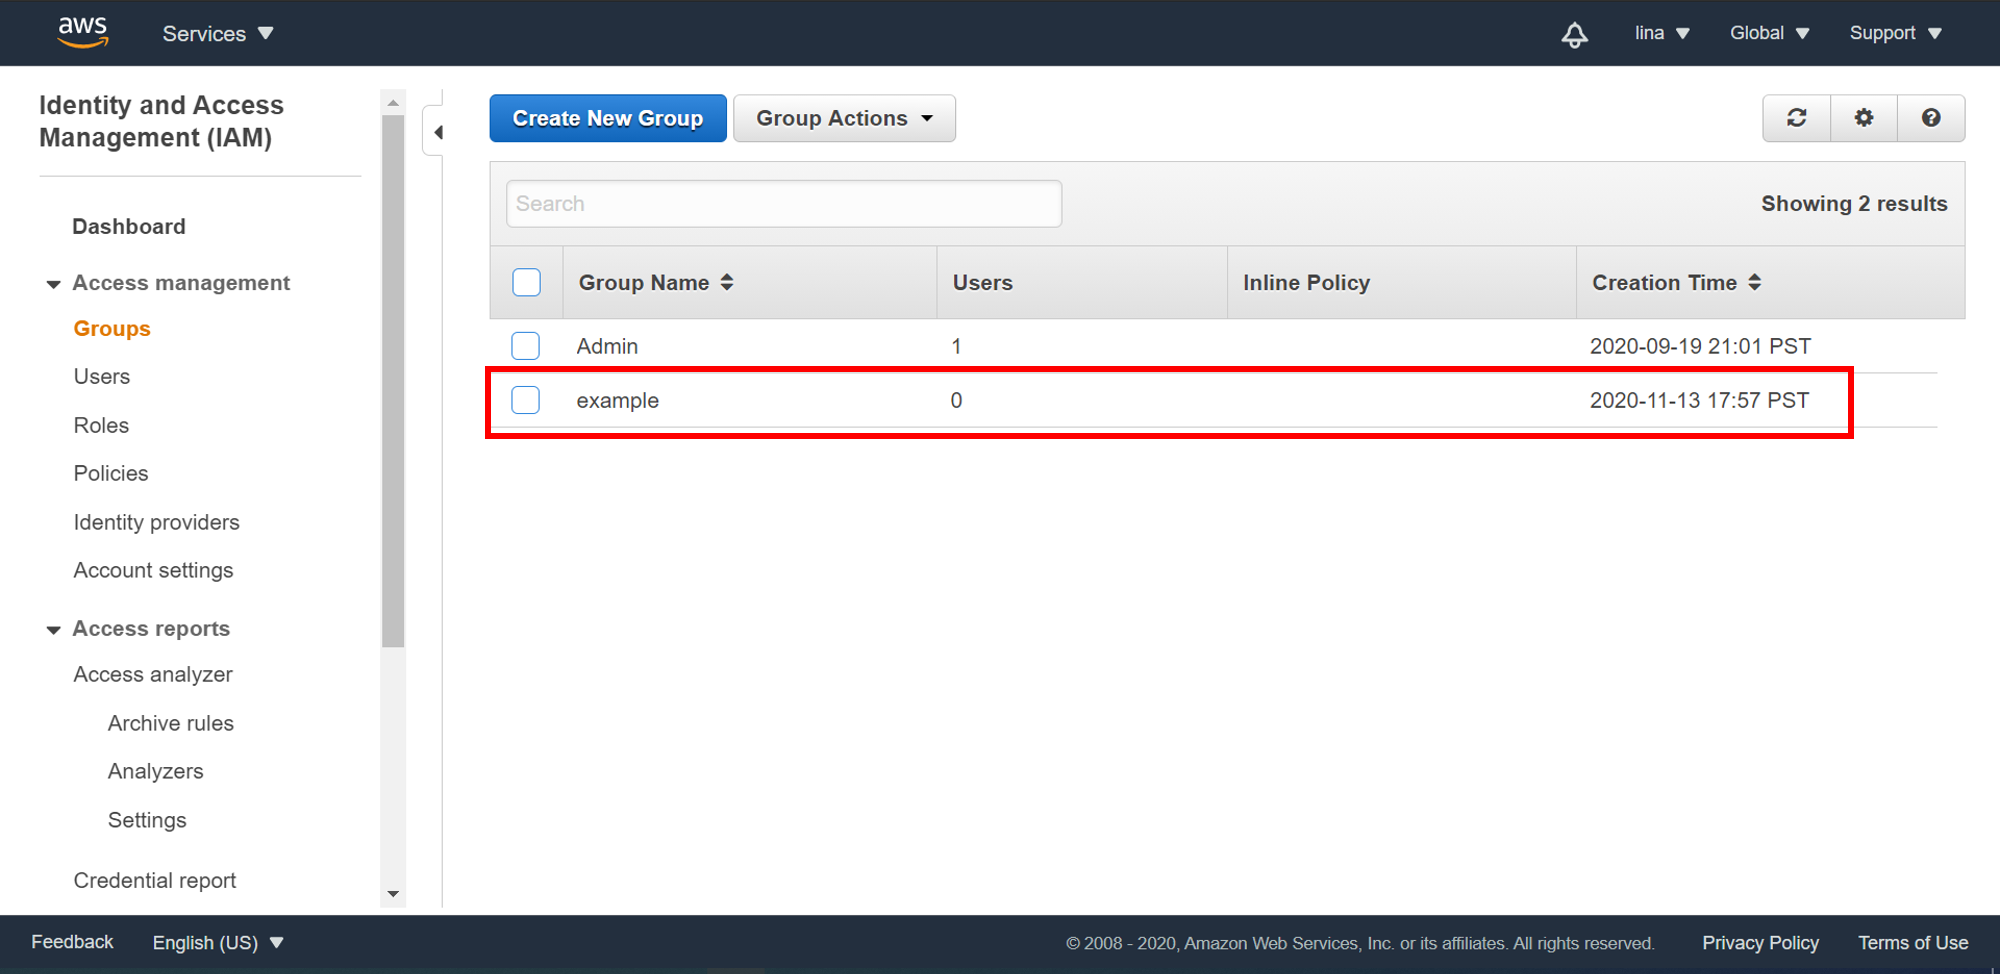 aws Services lina Global Support
Identity and Access
Management (IAM)
Dashboard
Access management
Groups
Users
Roles
Policies
Identity providers
Account settings
Access reports
Access analyzer
Archive rules
Analyzers
Settings
Credential report
Create New Group Group Actions
Search Showing 2 results
Group Name Users Inline Policy Creation Time
Admin 1 2020-09-19 21:01 PST
example 0 2020-11-13 17:57 PST
Feedback English (US) © 2008 - 2020, Amazon Web Services, Inc. or its affiliates. All rights reserved. Privacy Policy Terms of Use